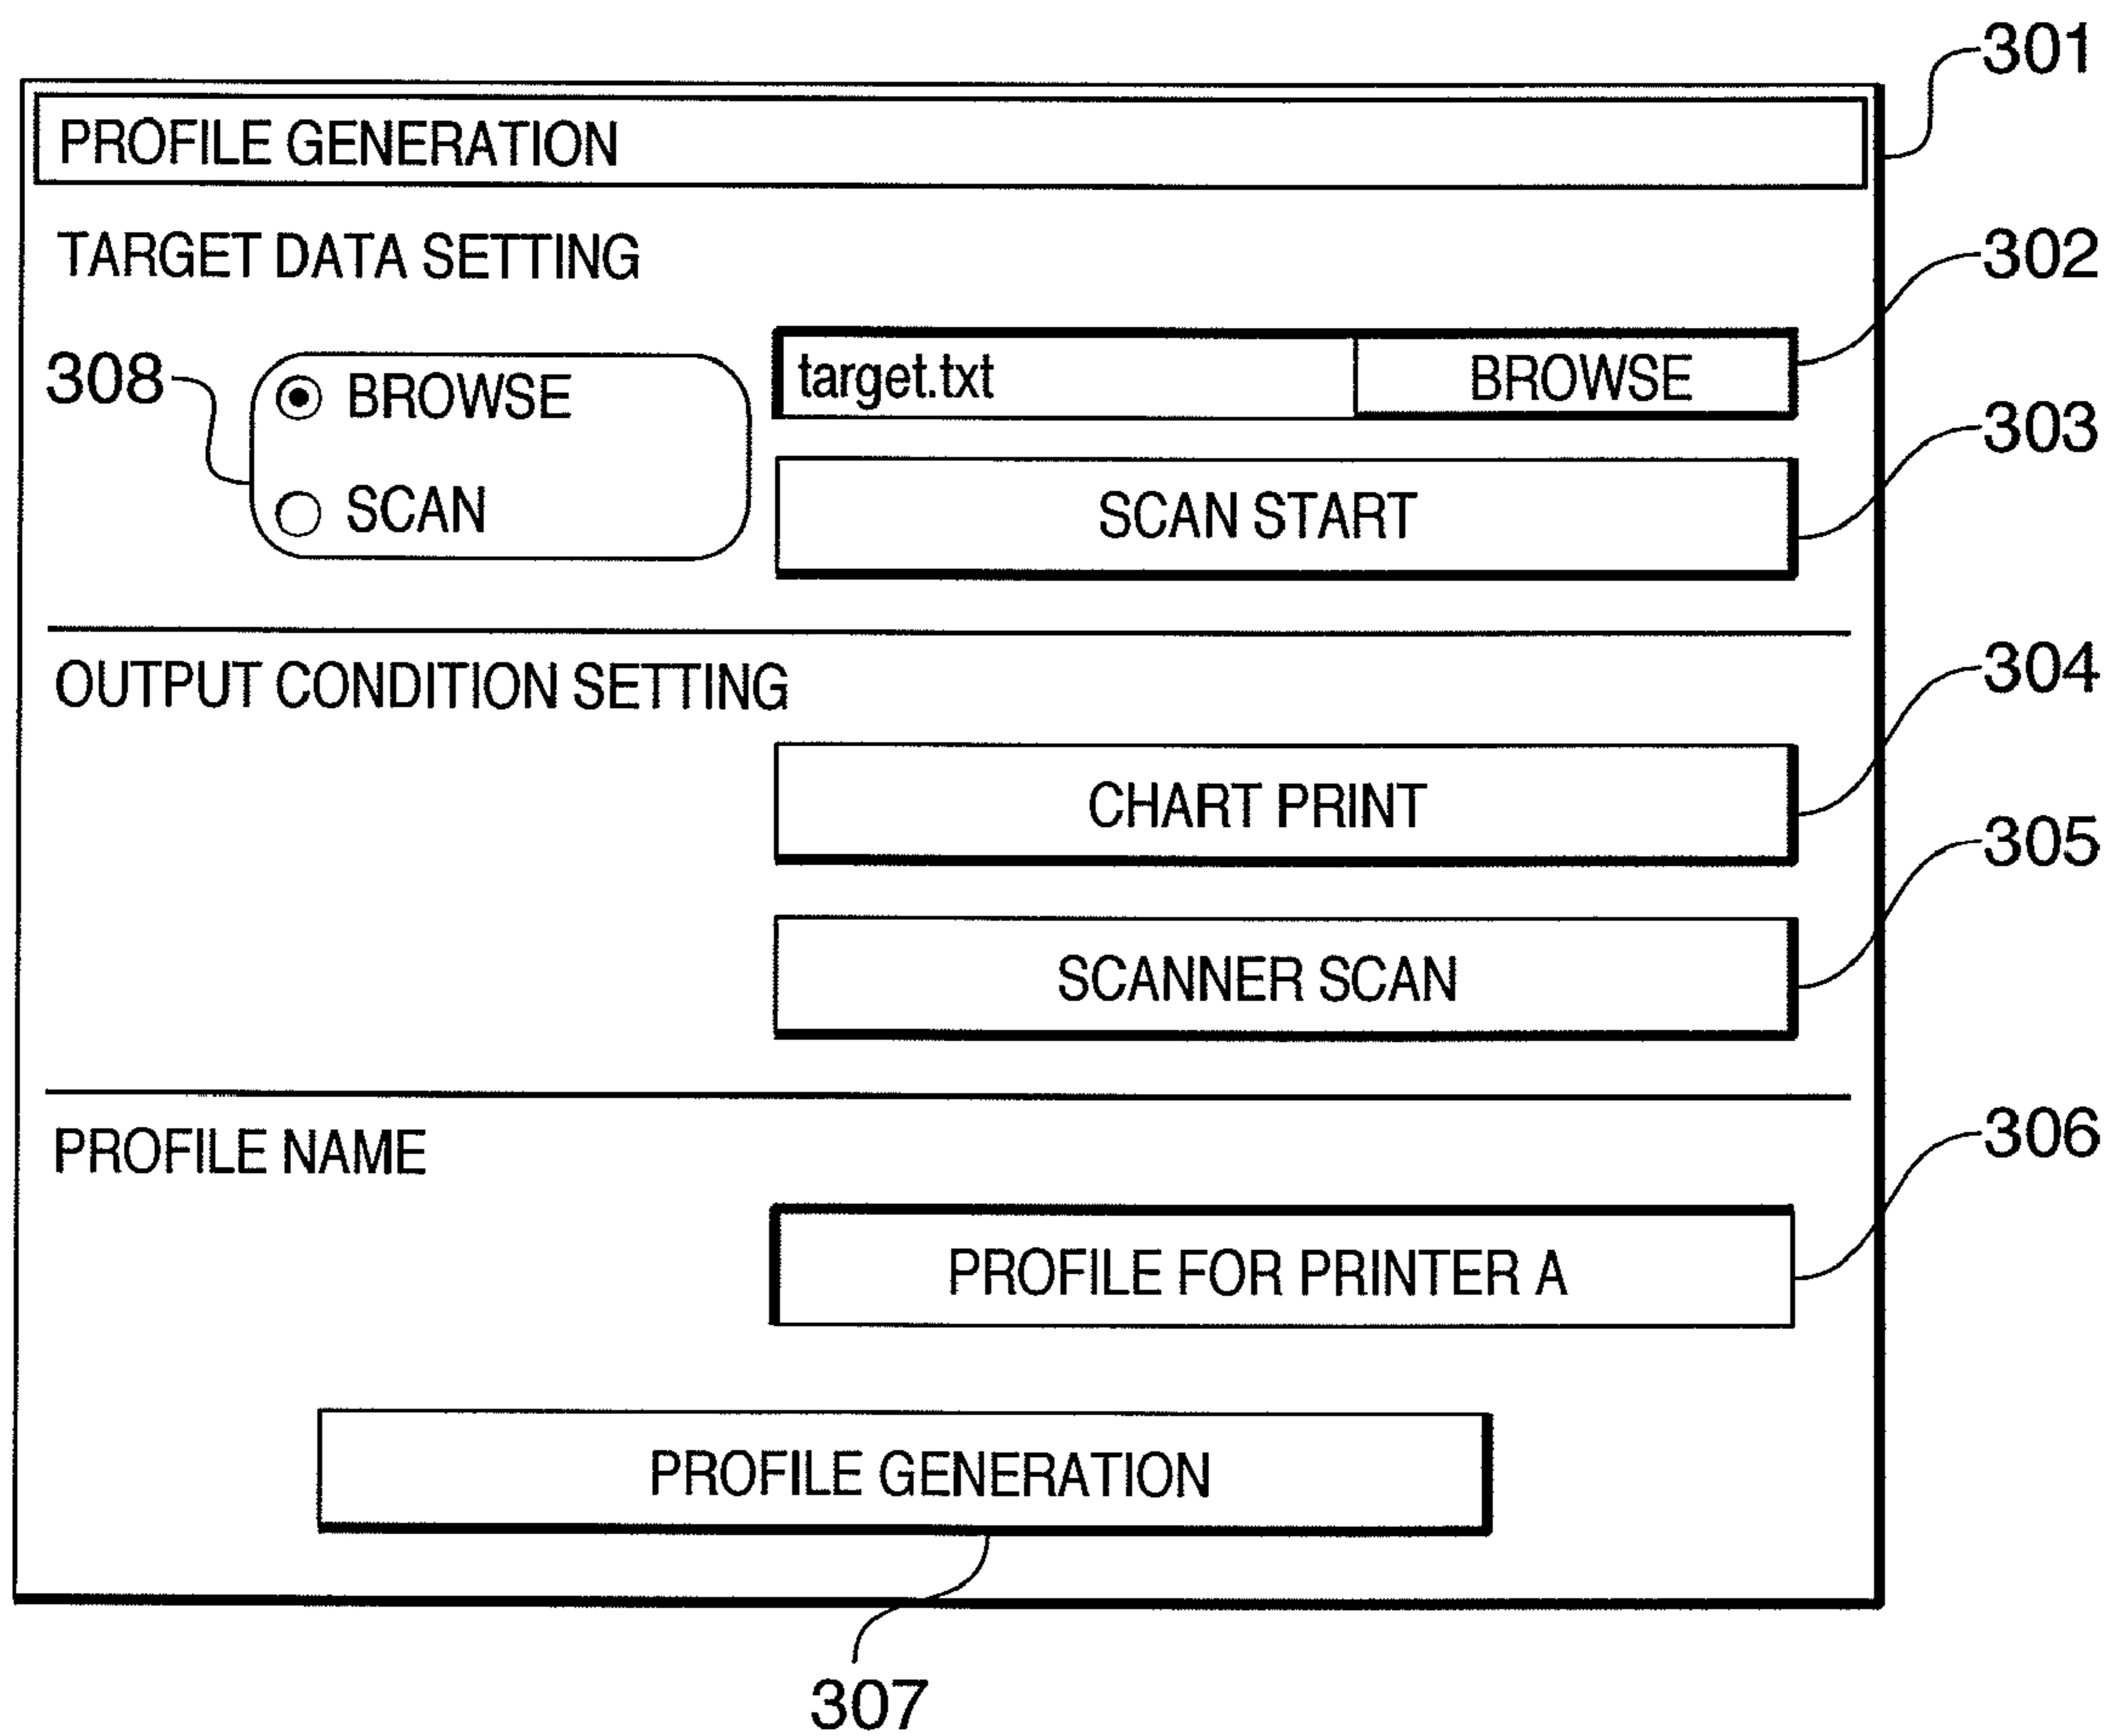 301
PROFILE GENERATION
TARGET DATA SETTING
302
308
BROWSE
target.txt
BROWSE
303
SCAN
SCAN START
OUTPUT CONDITION SETTING
304
CHART PRINT
305
SCANNER SCAN
PROFILE NAME
306
PROFILE FOR PRINTER A
PROFILE GENERATION
307